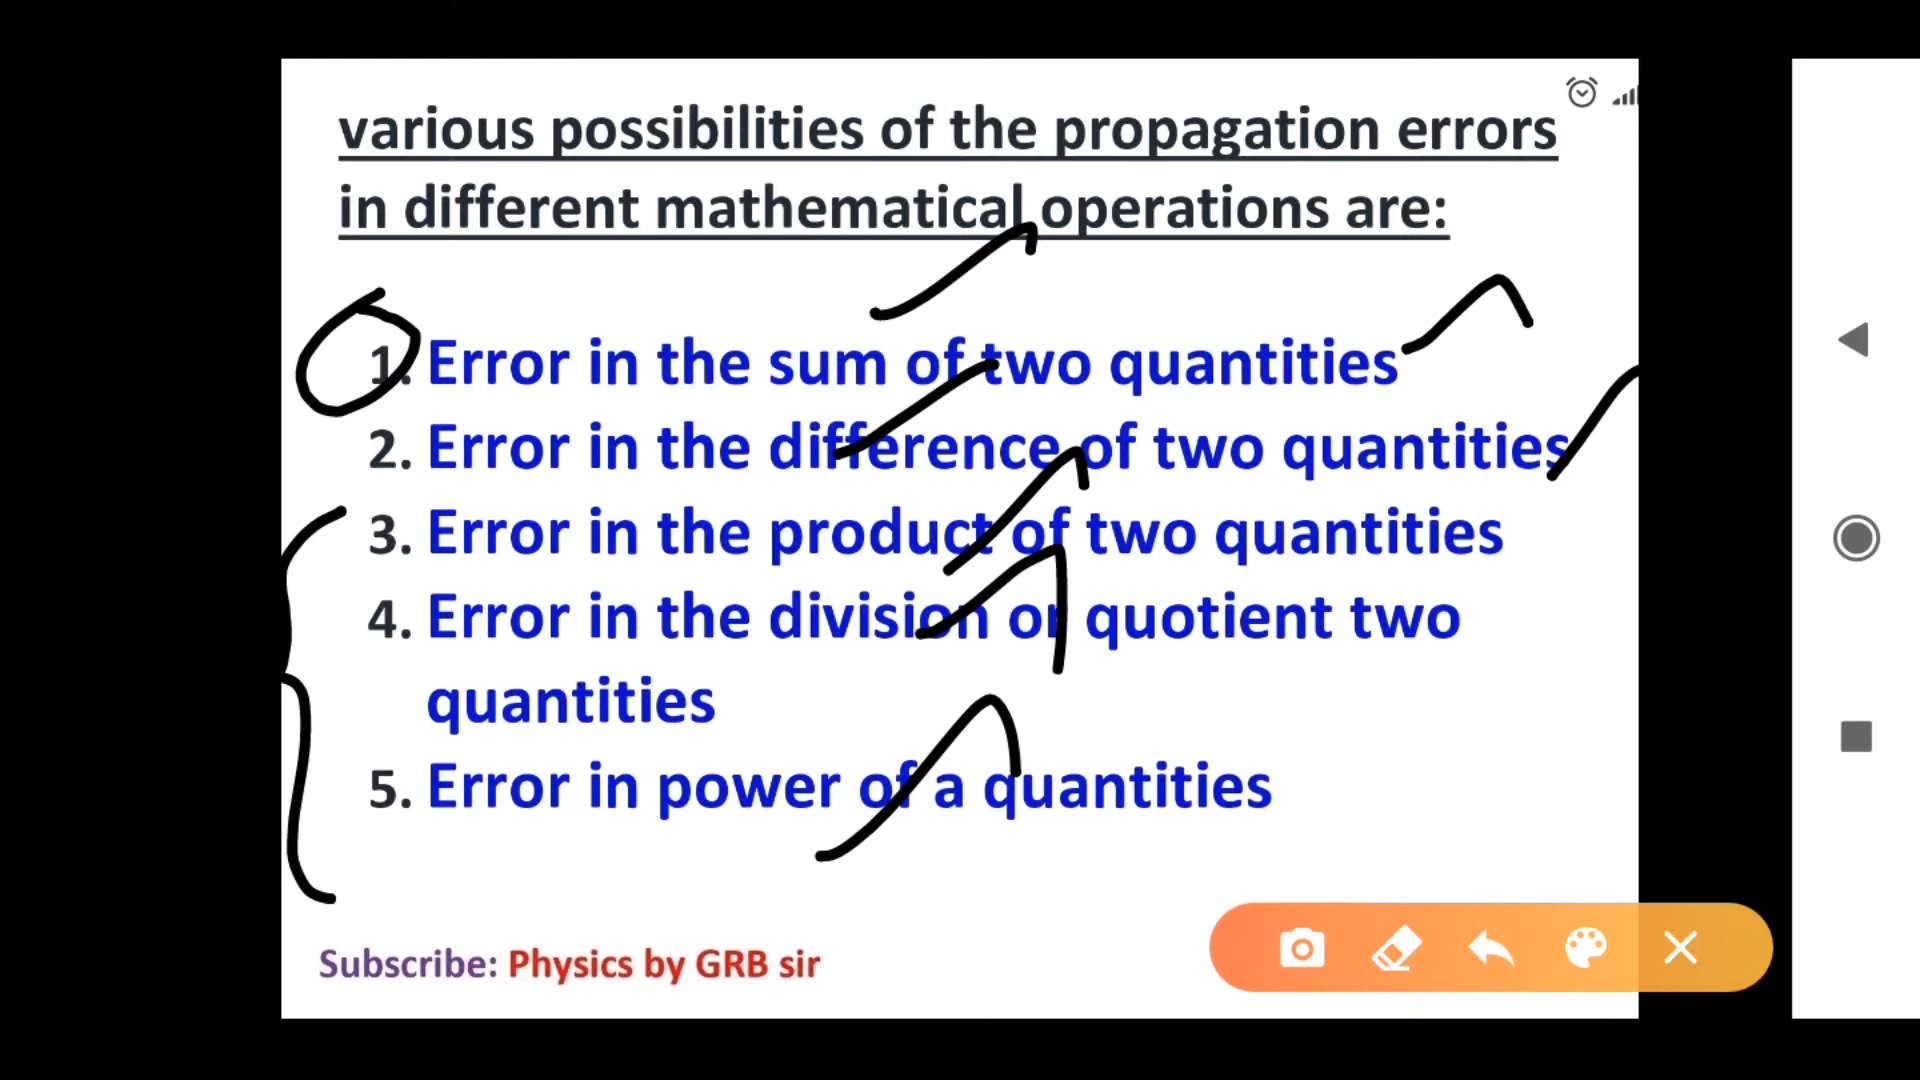 various possibilities of the propagation errors
in different mathematical operations are:
1. Error in the sum of two quantities
2. Error in the difference of two quantities
3. Error in the product of two quantities
4. Error in the division or quotient two
quantities
5. Error in power of a quantities
Subscribe: Physics by GRB sir